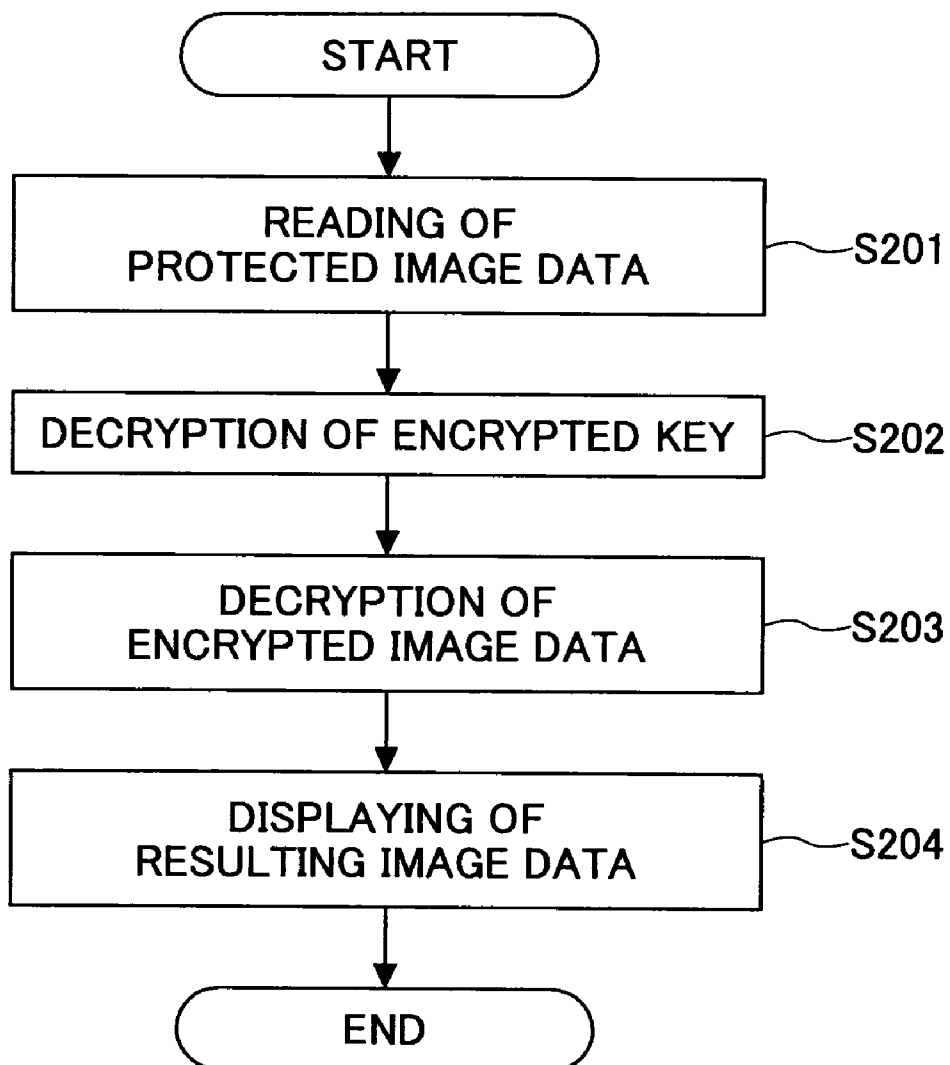 START
READING OF
PROTECTED IMAGE DATA
S201
DECRYPTION OF ENCRYPTED KEY
S202
DECRYPTION OF
ENCRYPTED IMAGE DATA
S203
DISPLAYING OF
RESULTING IMAGE DATA
S204
END